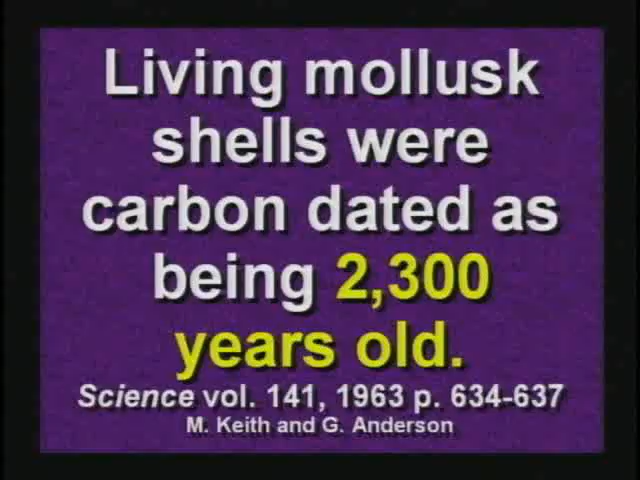 Living mollusk
shells were
carbon dated as
being 2,300
years old.
Science vol. 141, 1963 p. 634-637
M. Keith and G. Anderson